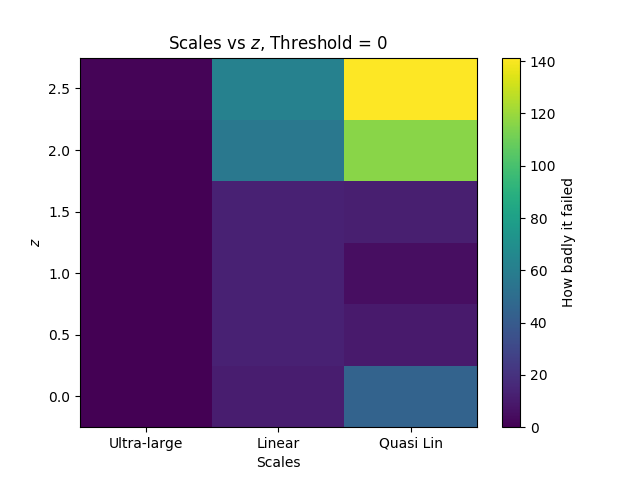 Scales vs z, Threshold = 0
2.5
2.0
1.5
1.0
0.5
0.0
z
Ultra-large
Linear
Quasi Lin
Scales
140
120
100
80
60
40
20
0
How badly it failed